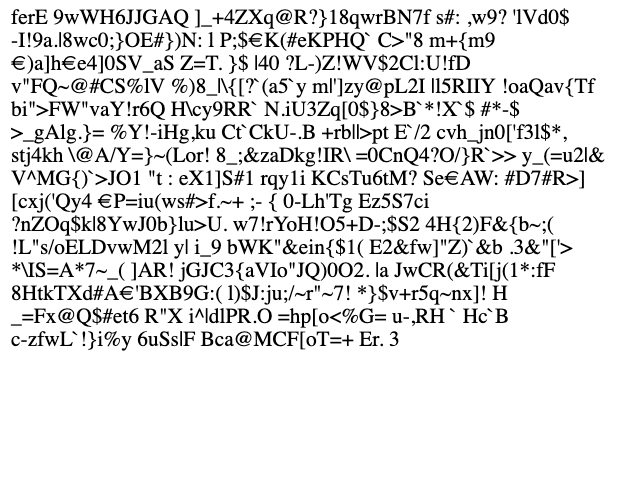 ferE 9wWH6JJGAQ ]_+4ZXq@R?}18qwrBN7f s#: ,w9? 'lVd0$
-I!9a.|8wc0;}OE#})N: l P;$€K(#eKPHQ` C>"8 m+{m9
€)a]h€e4]0SV_aS Z=T. }$ |40 ?L-)Z!WV$2Cl:U!fD
v"FQ~@#CS%lV %)8_|\{[?`(a5`y m|']zy@pL2I |l5RIIY !oaQav{Tf
bi">FW"vaY!r6Q H\cy9RR` N.iU3Zq[0$}8>B`*!X`$ #*-$
>_gAlg.}= %Y!-iHg,ku Ct`CkU-.B +rb||>pt E`/2 cvh_jn0['f3l$*,
stj4kh \@A/Y=}~(Lor! 8_;&zaDkg!IR\ =0CnQ4?O/}R`>> y_(=u2|&
V^MG{)`>JO1 "t : eX1]S#1 rqy1i KCsTu6tM? Se€AW: #D7#R>]
[cxj('Qy4 €P=iu(ws#>f.~+ ;- { 0-Lh'Tg Ez5S7ci
?nZOq$k|8YwJ0b}lu>U. w7!rYoH!O5+D-;$S2 4H{2)F&{b~;(
!L"s/oELDvwM2l y| i_9 bWK"&ein{$1( E2&fw]"Z)`&b .3&"['>
*\IS=A*7~_( ]AR! jGJC3{aVIo"JQ)0O2. |a JwCR(&Ti[j(1*:fF
8HtkTXd#A€'BXB9G:( l)$J:ju;/~r"~7! *}$v+r5q~nx]! H
_=Fx@Q$#et6 R"X i^|dlPR.O =hp[o<%G= u-,RH ` Hc`B
c-zfwL`!}i%y 6uSs|F Bca@MCF[oT=+ Er. 3